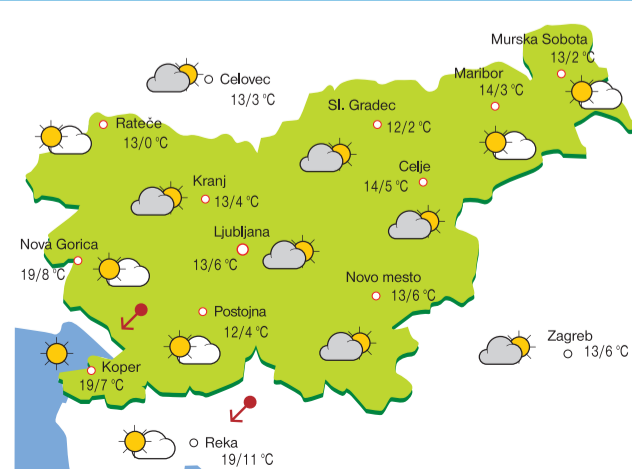 Murska Sobota
13/2 °C
Maribor
14/3 °C
Celovec
13/3 °C
Sl. Gradec
12/2 °C
Rateče
13/0 °C
Celje
14/5 °C
Kranj
13/4 °C
Ljubljana
13/6 °C
Nova Gorica
19/8 °C
Novo mesto
13/6 °C
Postojna
12/4 °C
Zagreb
13/6 °C
Koper
19/7 °C
Reka
19/11 °C